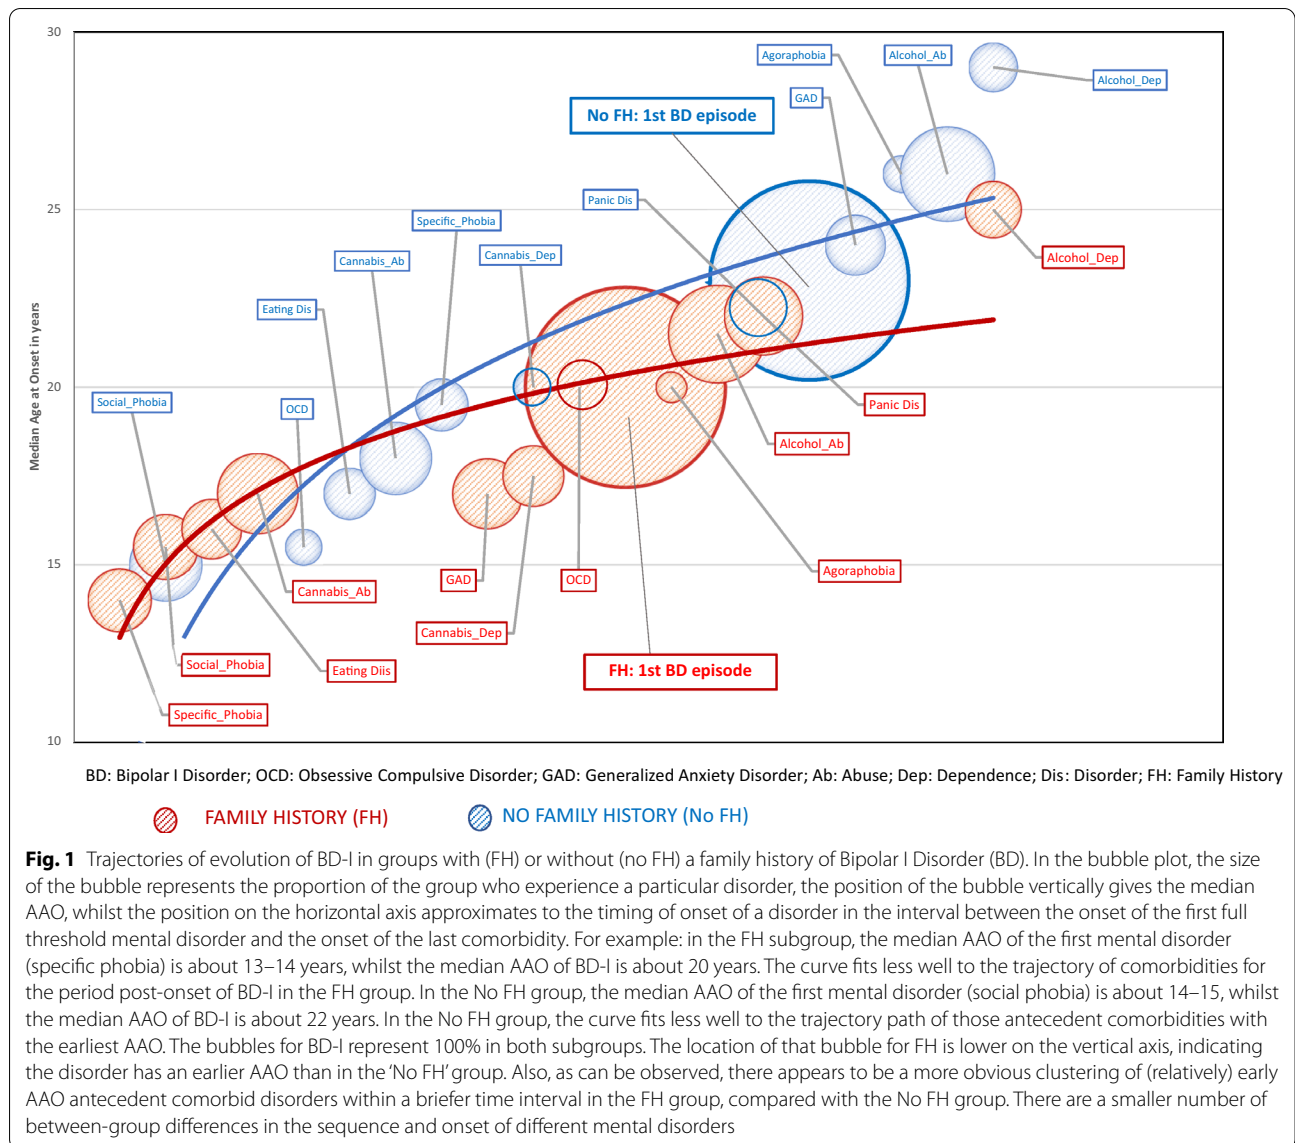 30
Agoraphobia
Alcohol_Ab
Alcohol_Dep
GAD
No FH: 1st BD episode
25
Panic Dis
Specific_Phobia
Cannabis_Dep
Cannabis_Ab
Alcohol_Dep
Eating Dis
Median Age at Onset in years
20
Social_Phobia
OCD
Panic Dis
Alcohol_Ab
15
Cannabis_Ab
GAD
OCD
Agoraphobia
Cannabis_Dep
Social_Phobia
Eating Diis
FH: 1st BD episode
Specific_Phobia
10
BD: Bipolar I Disorder; OCD: Obsessive Compulsive Disorder; GAD: Generalized Anxiety Disorder; Ab: Abuse; Dep: Dependence; Dis: Disorder; FH: Family History
FAMILY HISTORY (FH)
NO FAMILY HISTORY (No FH)
Fig. 1 Trajectories of evolution of BD-I in groups with (FH) or without (no FH) a family history of Bipolar I Disorder (BD). In the bubble plot, the size
of the bubble represents the proportion of the group who experience a particular disorder, the position of the bubble vertically gives the median
AAO, whilst the position on the horizontal axis approximates to the timing of onset of a disorder in the interval between the onset of the first full
threshold mental disorder and the onset of the last comorbidity. For example: in the FH subgroup, the median AAO of the first mental disorder
(specific phobia) is about 13–14 years, whilst the median AAO of BD-I is about 20 years. The curve fits less well to the trajectory of comorbidities for
the period post-onset of BD-I in the FH group. In the No FH group, the median AAO of the first mental disorder (social phobia) is about 14–15, whilst
the median AAO of BD-I is about 22 years. In the No FH group, the curve fits less well to the trajectory path of those antecedent comorbidities with
the earliest AAO. The bubbles for BD-I represent 100% in both subgroups. The location of that bubble for FH is lower on the vertical axis, indicating
the disorder has an earlier AAO than in the 'No FH' group. Also, as can be observed, there appears to be a more obvious clustering of (relatively) early
AAO antecedent comorbid disorders within a briefer time interval in the FH group, compared with the No FH group. There are a smaller number of
between-group differences in the sequence and onset of different mental disorders